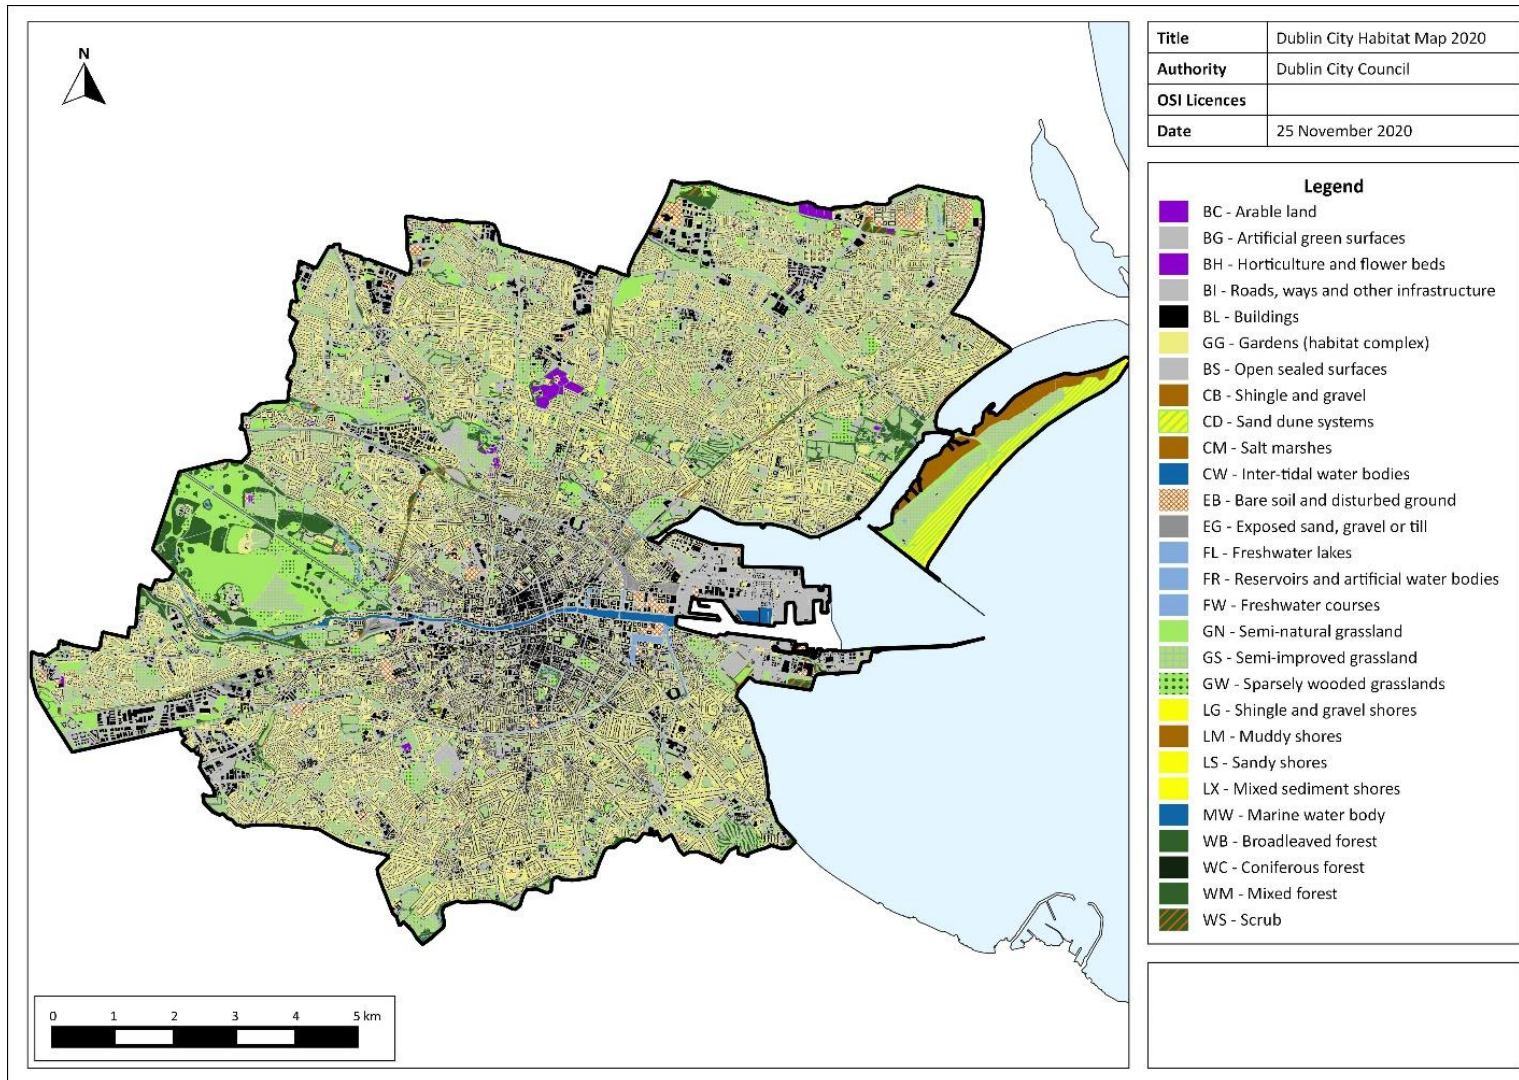 N
Title Dublin City Habitat Map 2020
Authority Dublin City Council
OSI Licences
Date 25 November 2020
Legend
BC - Arable land
BG - Artificial green surfaces
BH - Horticulture and flower beds
BI - Roads, ways and other infrastructure
BL - Buildings
GG - Gardens (habitat complex)
BS - Open sealed surfaces
CB - Shingle and gravel
CD - Sand dune systems
CM - Salt marshes
CW - Inter-tidal water bodies
EB - Bare soil and disturbed ground
EG - Exposed sand, gravel or till
FL - Freshwater lakes
FR - Reservoirs and artificial water bodies
FW - Freshwater courses
GN - Semi-natural grassland
GS - Semi-improved grassland
GW - Sparsely wooded grasslands
LG - Shingle and gravel shores
LM - Muddy shores
LS - Sandy shores
LX - Mixed sediment shores
MW - Marine water body
WB - Broadleaved forest
WC - Coniferous forest
WM - Mixed forest
WS - Scrub
0 1 2 3 4 5 km